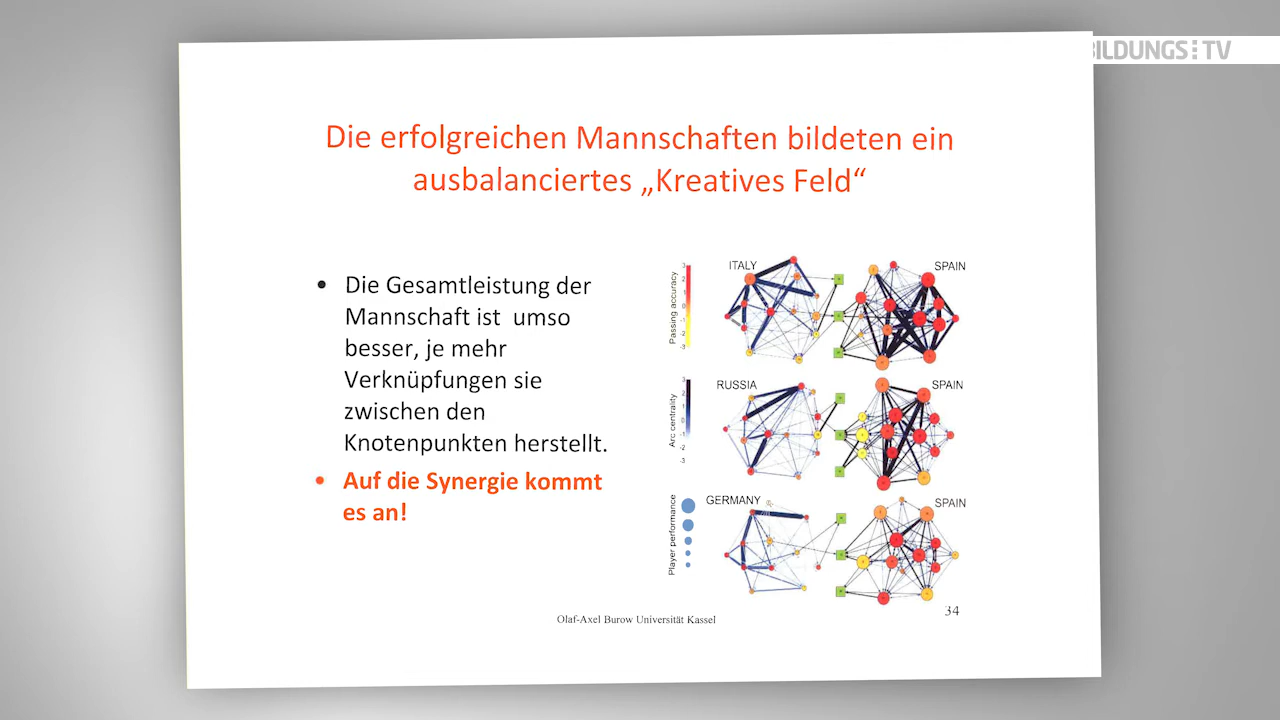 BILDUNGS TV
Die erfolgreichen Mannschaften bildeten ein
ausbalanciertes „Kreatives Feld“
• Die Gesamtleistung der
Mannschaft ist umso
besser, je mehr
Verknüpfungen sie
zwischen den
Knotenpunkten herstellt.
• Auf die Synergie kommt
es an!
Passing accuracy
ITALY
SPAIN
Arc centrality
RUSSIA
SPAIN
Player performance
GERMANY
SPAIN
Olaf-Axel Burow Universität Kassel
34